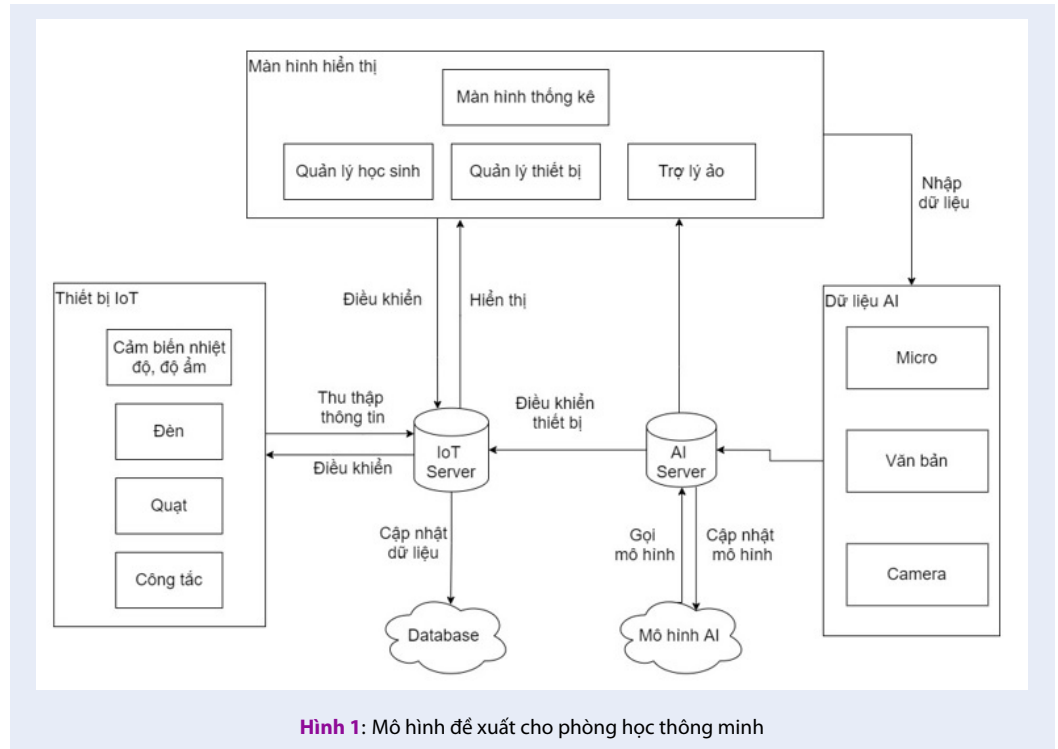 Màn hình hiển thị
Màn hình thống kê
Quản lý học sinh
Quản lý thiết bị
Trợ lý ảo
Nhập
dữ liệu
Điều khiển
Hiển thị
Thiết bị IoT
Cảm biến nhiệt
độ, độ ẩm
Đèn
Quạt
Công tắc
Thu thập
thông tin
Điều khiển
IoT
Server
Điều khiển
thiết bị
AI
Server
Dữ liệu AI
Micro
Văn bản
Camera
Cập nhật
dữ liệu
Gọi
mô hình
Cập nhật
mô hình
Database
Mô hình AI
Hình 1: Mô hình đề xuất cho phòng học thông minh